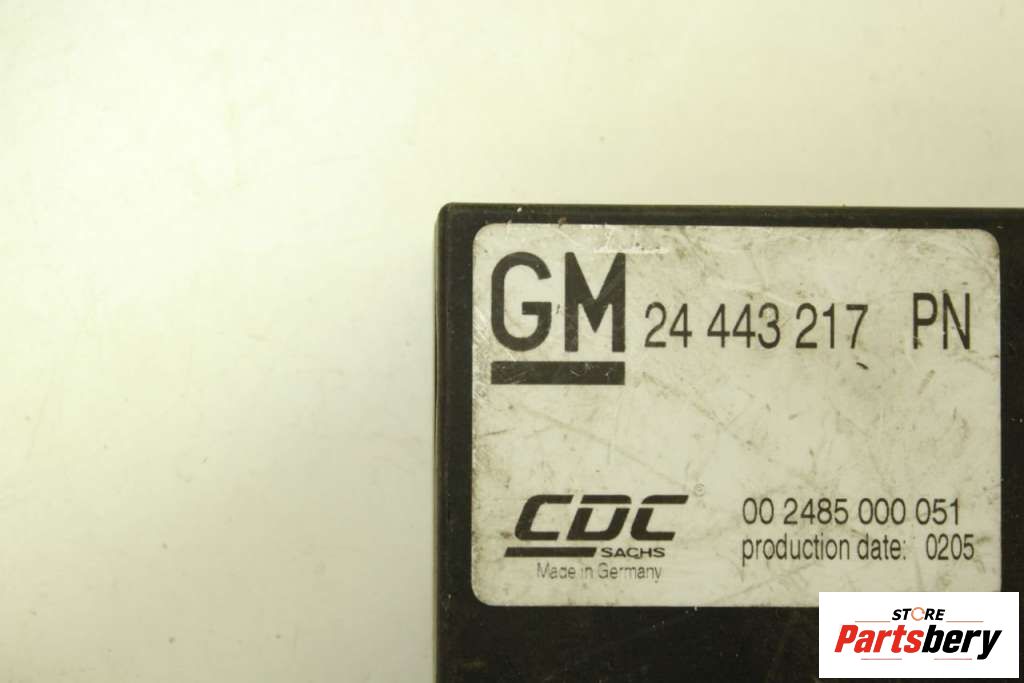 GM 24 443 217 PN
CDC®
SACHS
Made in Germany
00 2485 000 051
production date: 0205
STORE
Partsbery